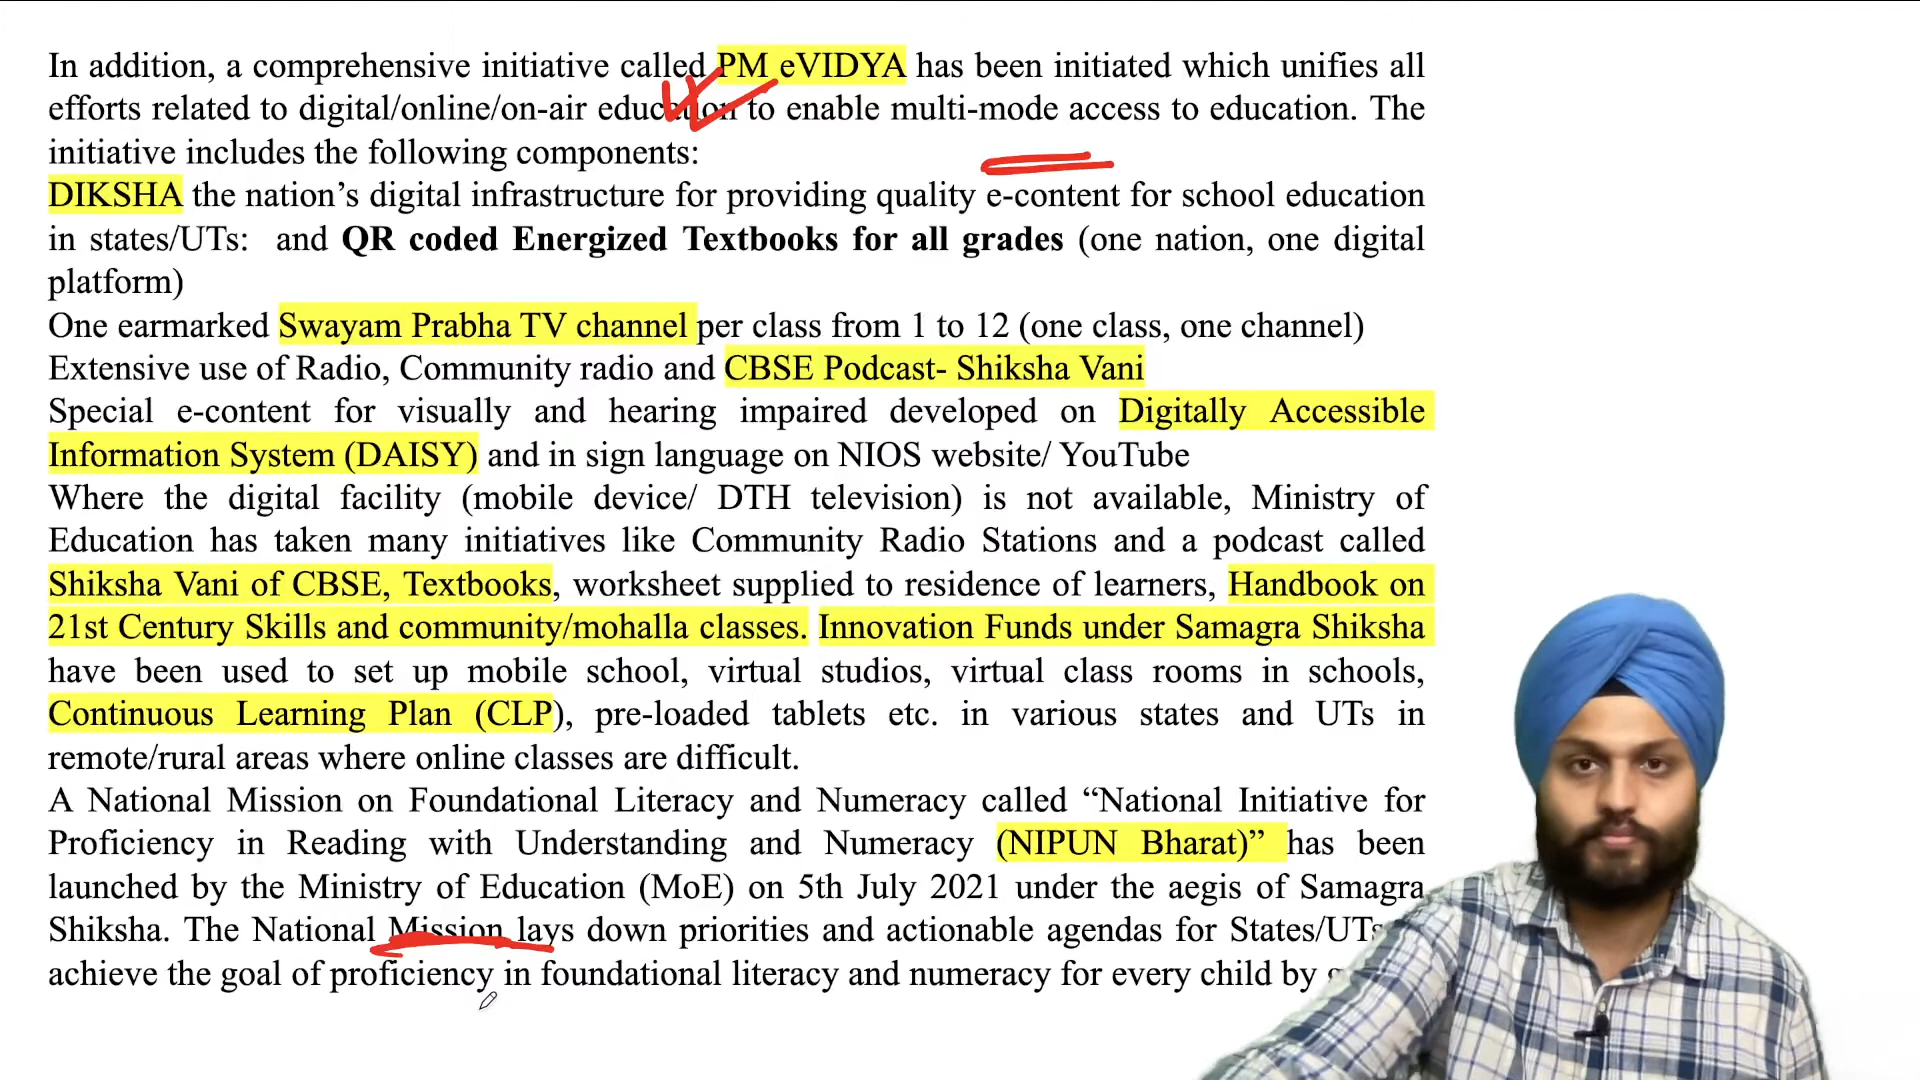 In addition, a comprehensive initiative called PM eVIDYA has been initiated which unifies all
efforts related to digital/online/on-air education to enable multi-mode access to education. The
initiative includes the following components:
DIKSHA the nation’s digital infrastructure for providing quality e-content for school education
in states/UTs: and QR coded Energized Textbooks for all grades (one nation, one digital
platform)
One earmarked Swayam Prabha TV channel per class from 1 to 12 (one class, one channel)
Extensive use of Radio, Community radio and CBSE Podcast- Shiksha Vani
Special e-content for visually and hearing impaired developed on Digitally Accessible
Information System (DAISY) and in sign language on NIOS website/ YouTube
Where the digital facility (mobile device/ DTH television) is not available, Ministry of
Education has taken many initiatives like Community Radio Stations and a podcast called
Shiksha Vani of CBSE, Textbooks, worksheet supplied to residence of learners, Handbook on
21st Century Skills and community/mohalla classes. Innovation Funds under Samagra Shiksha
have been used to set up mobile school, virtual studios, virtual class rooms in schools,
Continuous Learning Plan (CLP), pre-loaded tablets etc. in various states and UTs in
remote/rural areas where online classes are difficult.
A National Mission on Foundational Literacy and Numeracy called “National Initiative for
Proficiency in Reading with Understanding and Numeracy (NIPUN Bharat)” has been
launched by the Ministry of Education (MoE) on 5th July 2021 under the aegis of Samagra
Shiksha. The National Mission lays down priorities and actionable agendas for States/UTs
achieve the goal of proficiency in foundational literacy and numeracy for every child by